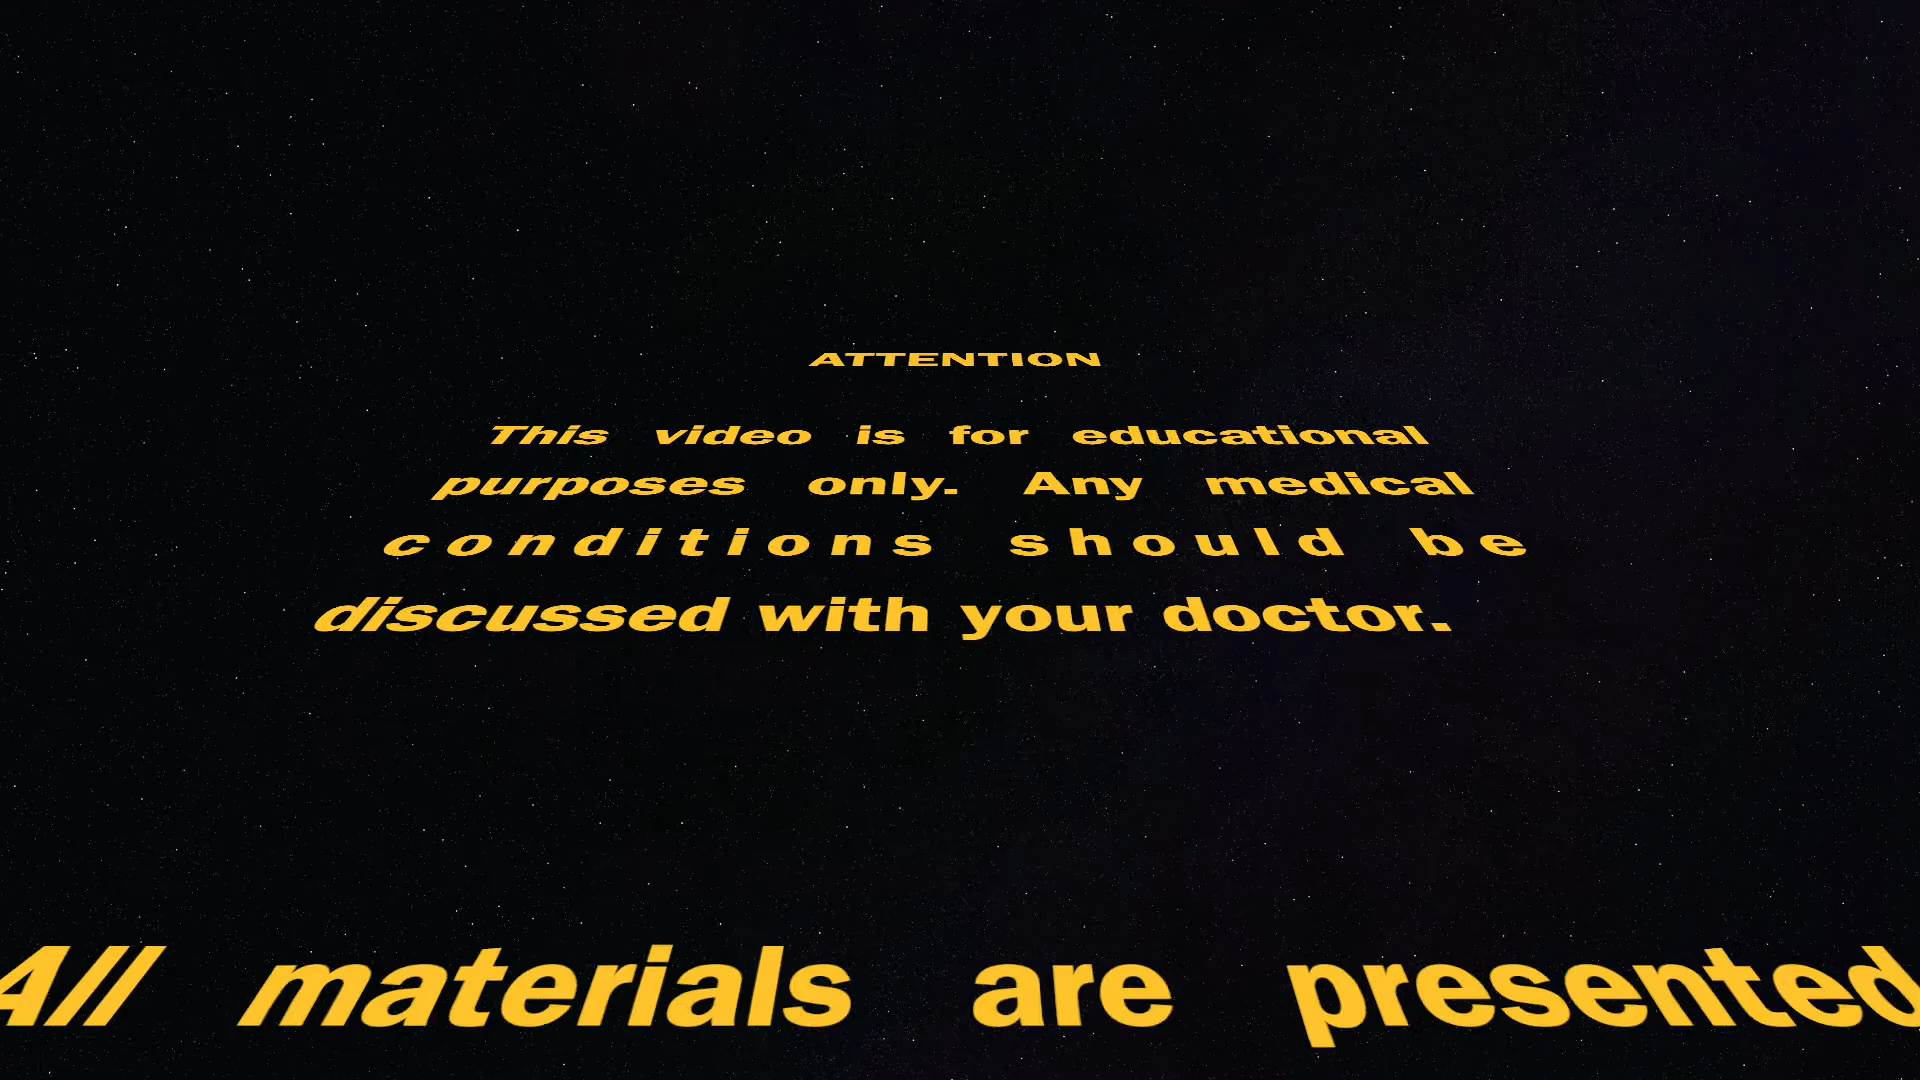 ATTENTION
This video is for educational
purposes only. Any medical
conditions should be
discussed with your doctor.
All materials are presented